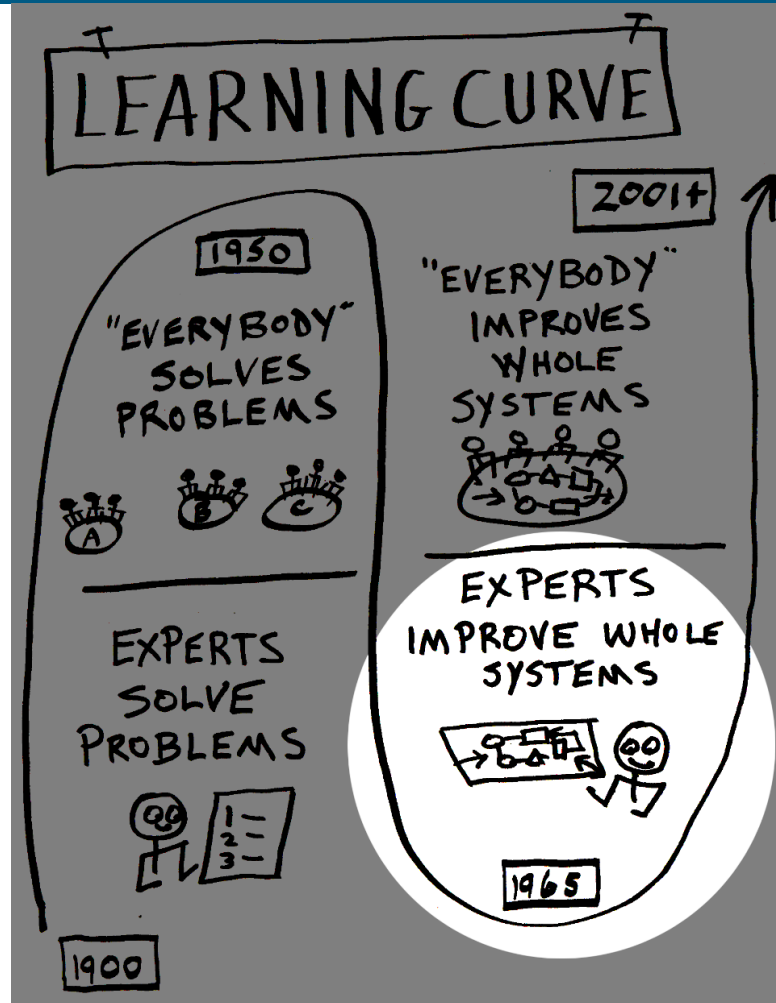 LEARNING CURVE
1950
"EVERYBODY"
SOLVES
PROBLEMS
A
B
C
EXPERTS
SOLVE
PROBLEMS
1 —
2 —
3 —
1900
2001+
"EVERYBODY"
IMPROVES
WHOLE
SYSTEMS
EXPERTS
IMPROVE WHOLE
SYSTEMS
1965